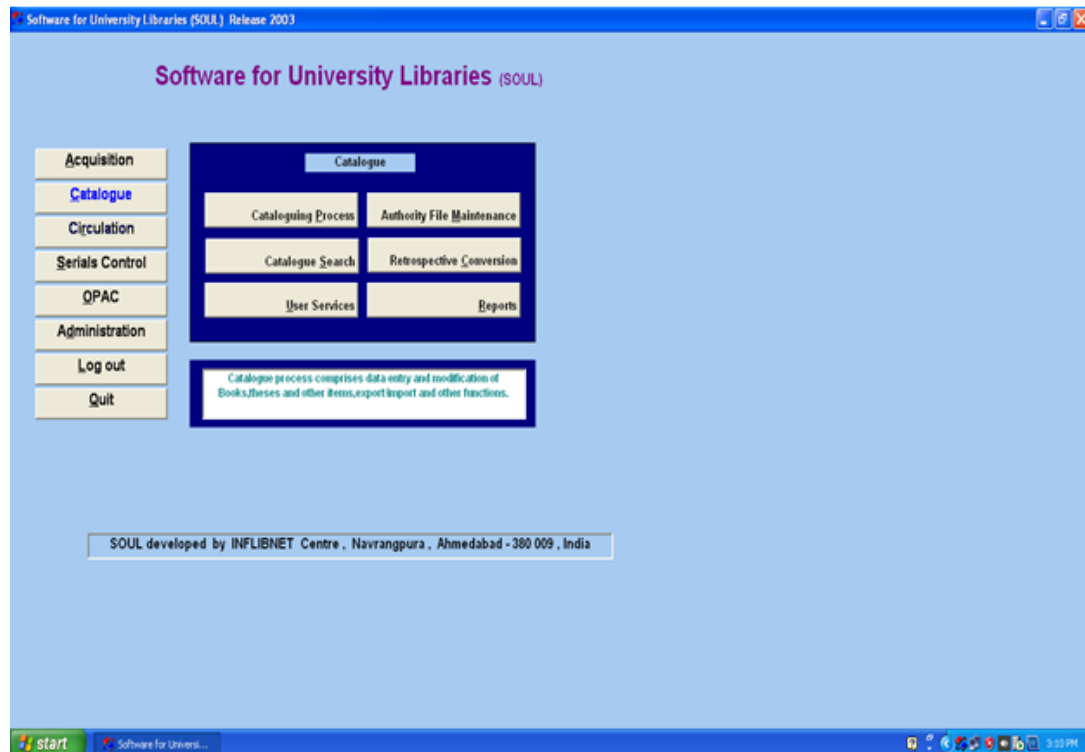 Software for University Libraries (SOUL) Release 2003
Software for University Libraries (SOUL)
Acquisition
Catalogue
Circulation
Serials Control
OPAC
Administration
Log out
Quit
Catalogue
Cataloguing Process
Authority File Maintenance
Catalogue Search
Retrospective Conversion
User Services
Reports
Catalogue process comprises data entry and modification of
Books,theses and other items,export import and other functions.
SOUL developed by INFLIBNET Centre , Navrangpura , Ahmedabad - 380 009 , India
start
Software for Universi...
3:10 PM